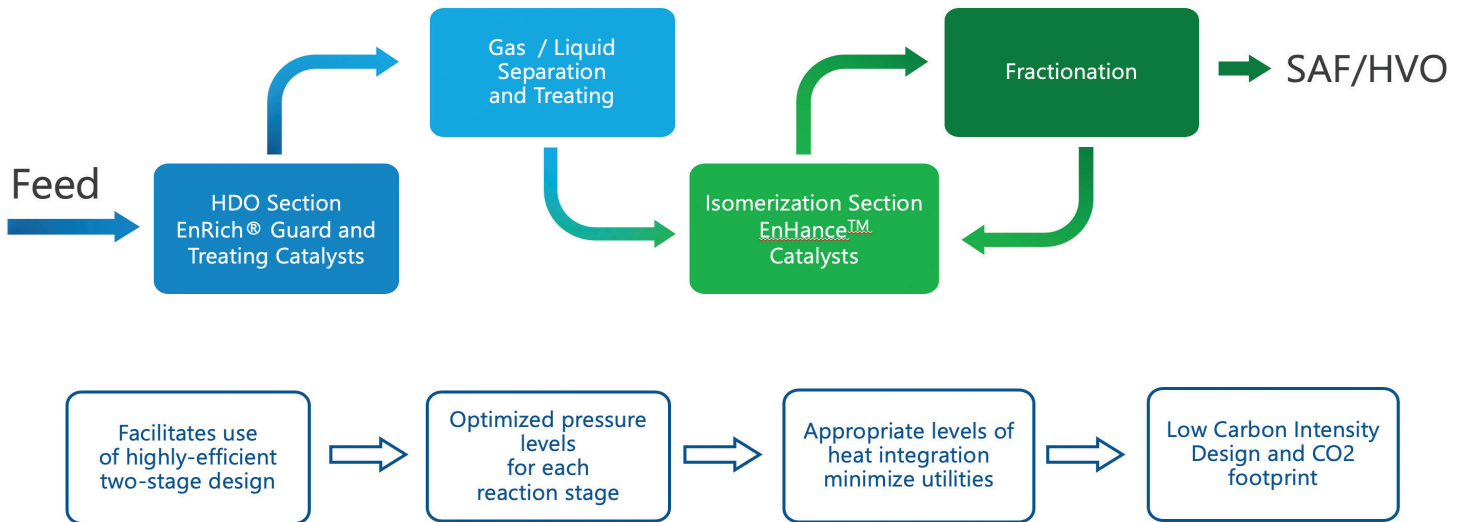 Feed
HDO Section
EnRich® Guard and
Treating Catalysts
Gas / Liquid
Separation
and Treating
Isomerization Section
EnHance™
Catalysts
Fractionation
SAF/HVO
Facilitates use
of highly-efficient
two-stage design
Optimized pressure
levels
for each
reaction stage
Appropriate levels of
heat integration
minimize utilities
Low Carbon Intensity
Design and CO2
footprint